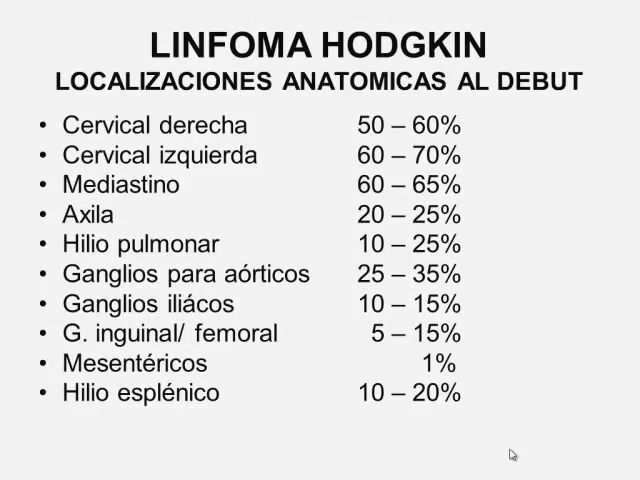 LINFOMA HODGKIN
LOCALIZACIONES ANATOMICAS AL DEBUT
• Cervical derecha 50 – 60%
• Cervical izquierda 60 – 70%
• Mediastino 60 – 65%
• Axila 20 – 25%
• Hilio pulmonar 10 – 25%
• Ganglios para aórticos 25 – 35%
• Ganglios iliácos 10 – 15%
• G. inguinal/ femoral 5 – 15%
• Mesentéricos 1%
• Hilio esplénico 10 – 20%